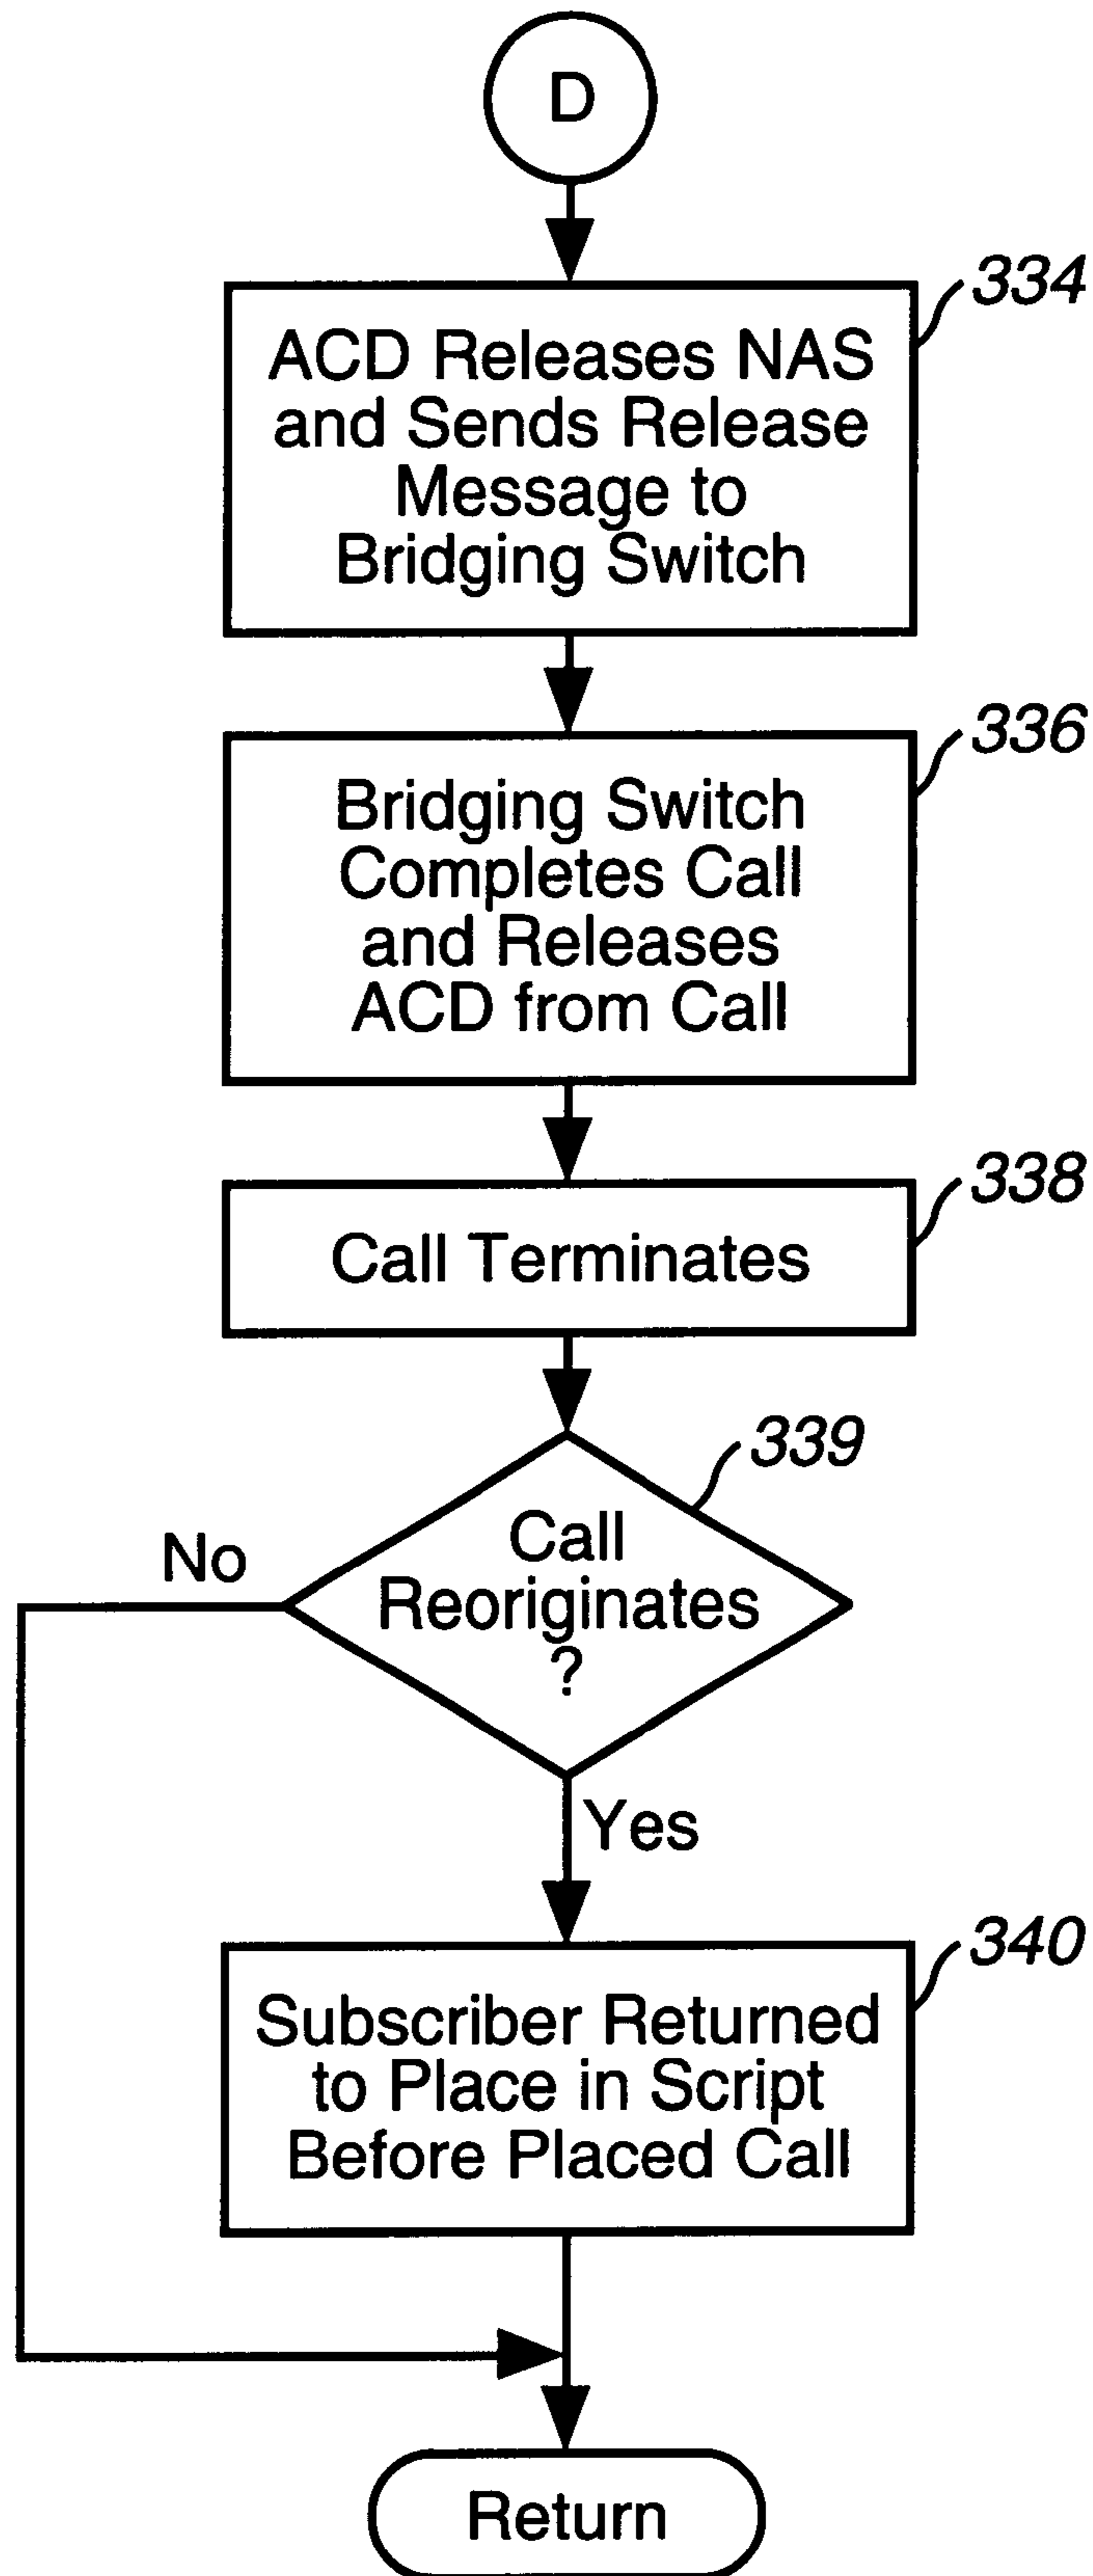 D
334
ACD Releases NAS
and Sends Release
Message to
Bridging Switch
336
Bridging Switch
Completes Call
and Releases
ACD from Call
338
Call Terminates
339
Call
Reoriginates
?
No
Yes
340
Subscriber Returned
to Place in Script
Before Placed Call
Return